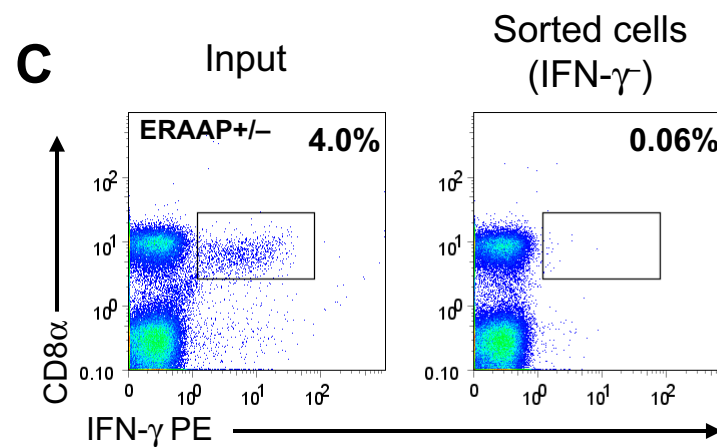 C
Input
Sorted cells
(IFN-γ–)
ERAAP+/–
4.0%
0.06%
10²
10¹
10⁰
0.10
0
10⁰
10¹
10²
10²
10¹
10⁰
0.10
0
10⁰
10¹
10²
CD8α
IFN-γ PE